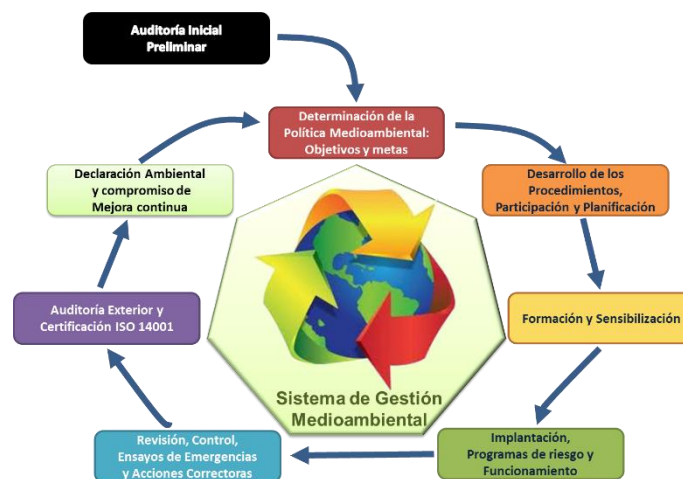 Auditoría Inicial
Preliminar
Determinación de la
Política Medioambiental:
Objetivos y metas
Declaración Ambiental
y compromiso de
Mejora continua
Desarrollo de los
Procedimientos,
Participación y Planificación
Auditoría Exterior y
Certificación ISO 14001
Formación y Sensibilización
Sistema de Gestión
Medioambiental
Revisión, Control,
Ensayos de Emergencias
y Acciones Correctoras
Implantación,
Programas de riesgo y
Funcionamiento